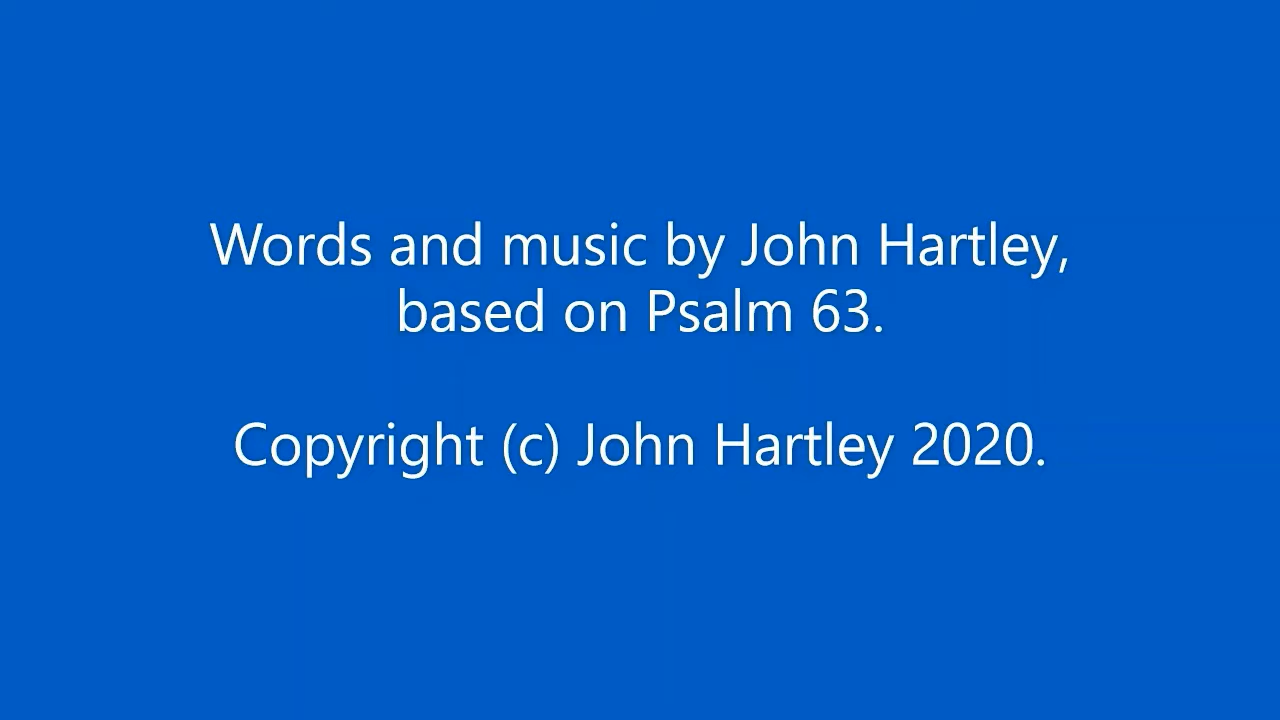 Words and music by John Hartley,
based on Psalm 63.
Copyright (c) John Hartley 2020.